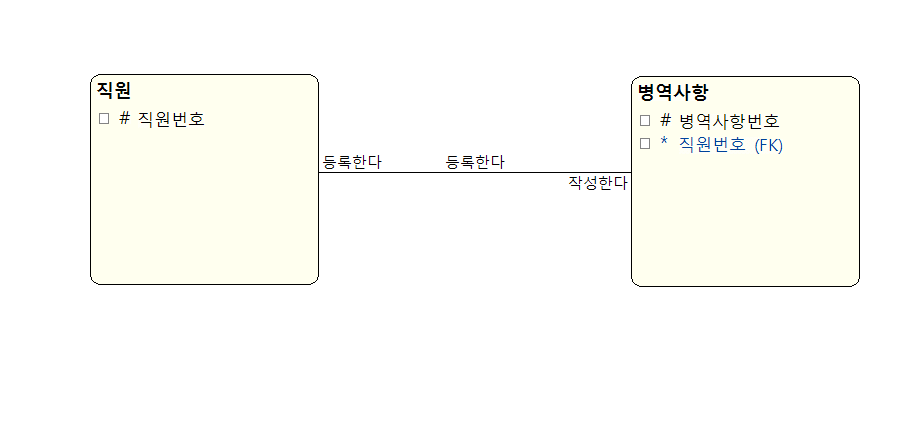 직원
# 직원번호
병역사항
# 병역사항번호
* 직원번호 (FK)
등록한다
등록한다
작성한다